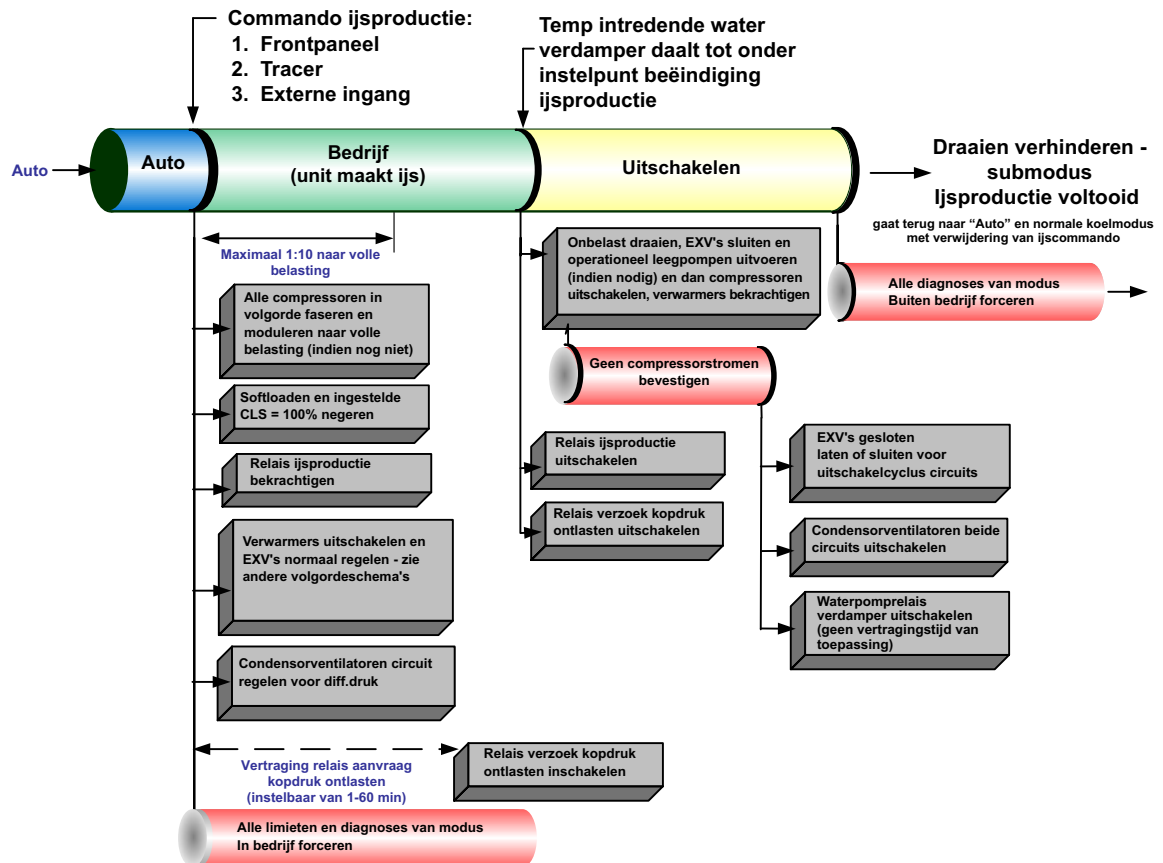 Commando ijsproductie:
1. Frontpaneel
2. Tracer
3. Externe ingang
Temp intredende water
verdamper daalt tot onder
instelpunt beëindiging
ijsproductie
Auto
Auto
Bedrijf
(unit maakt ijs)
Uitschakelen
Draaien verhinderen -
submodus
Ijsproductie voltooid
gaat terug naar “Auto” en normale koelmodus
met verwijdering van ijscommando
Maximaal 1:10 naar volle
belasting
Alle compressoren in
volgorde faseren en
moduleren naar volle
belasting (indien nog niet)
Softloaden en ingestelde
CLS = 100% negeren
Relais ijsproductie
bekrachtigen
Verwarmers uitschakelen en
EXV's normaal regelen - zie
andere volgordeschema's
Condensorventilatoren circuit
regelen voor diff.druk
Vertraging relais aanvraag
kopdruk ontlasten
(instelbaar van 1-60 min)
Relais verzoek kopdruk
ontlasten inschakelen
Alle limieten en diagnoses van modus
In bedrijf forceren
Onbelast draaien, EXV's sluiten en
operationeel leegpompen uitvoeren
(indien nodig) en dan compressoren
uitschakelen, verwarmers bekrachtigen
Geen compressorstromen
bevestigen
Relais ijsproductie
uitschakelen
Relais verzoek kopdruk
ontlasten uitschakelen
Alle diagnoses van modus
Buiten bedrijf forceren
EXV's gesloten
laten of sluiten voor
uitschakelcyclus circuits
Condensorventilatoren beide
circuits uitschakelen
Waterpomprelais
verdamper uitschakelen
(geen vertragingstijd van
toepassing)